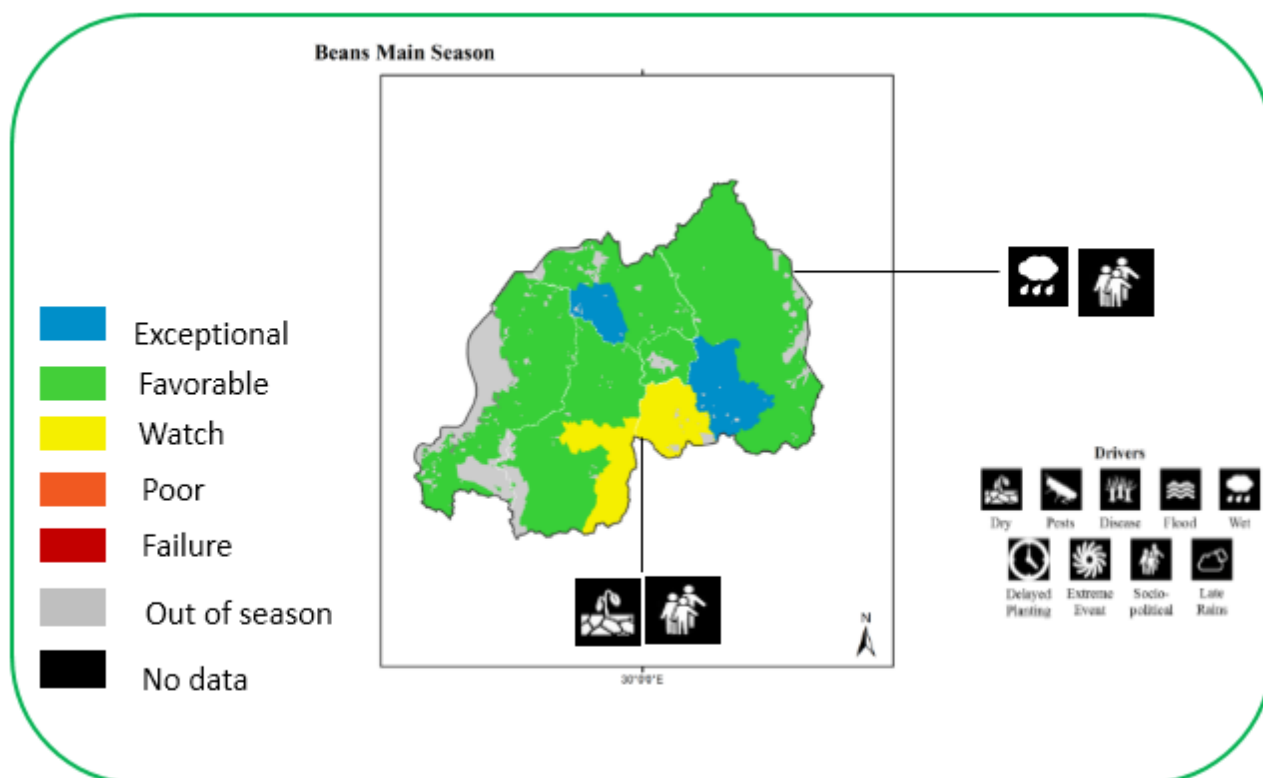 Beans Main Season
Exceptional
Favorable
Watch
Poor
Failure
Out of season
No data
N
30°0'0"E
Drivers
Dry Pests Disease Flood Wet
Delayed Extreme Socio- Late
Planting Event political Rains